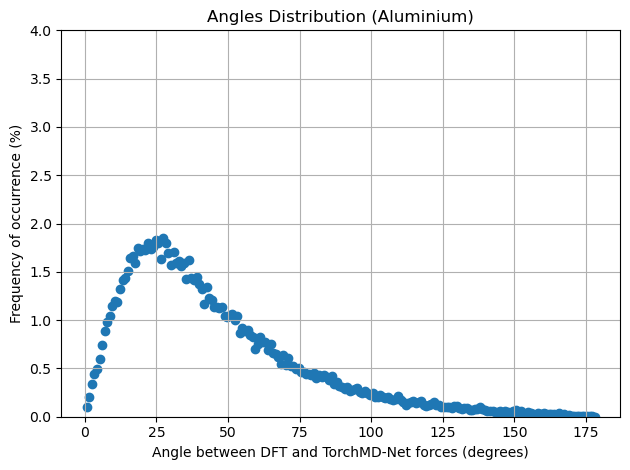 Angles Distribution (Aluminium)
4.0
3.5
3.0
2.5
2.0
1.5
1.0
0.5
0.0
Frequency of occurrence (%)
0 25 50 75 100 125 150 175
Angle between DFT and TorchMD-Net forces (degrees)